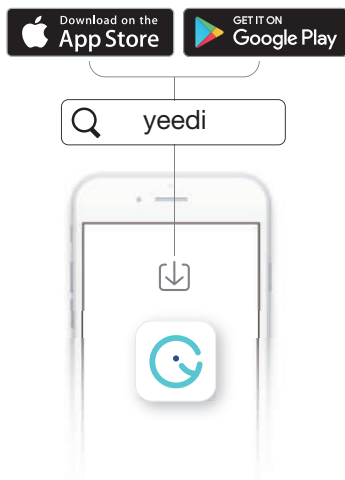 Download on the
App Store
GET IT ON
Google Play
yeedi